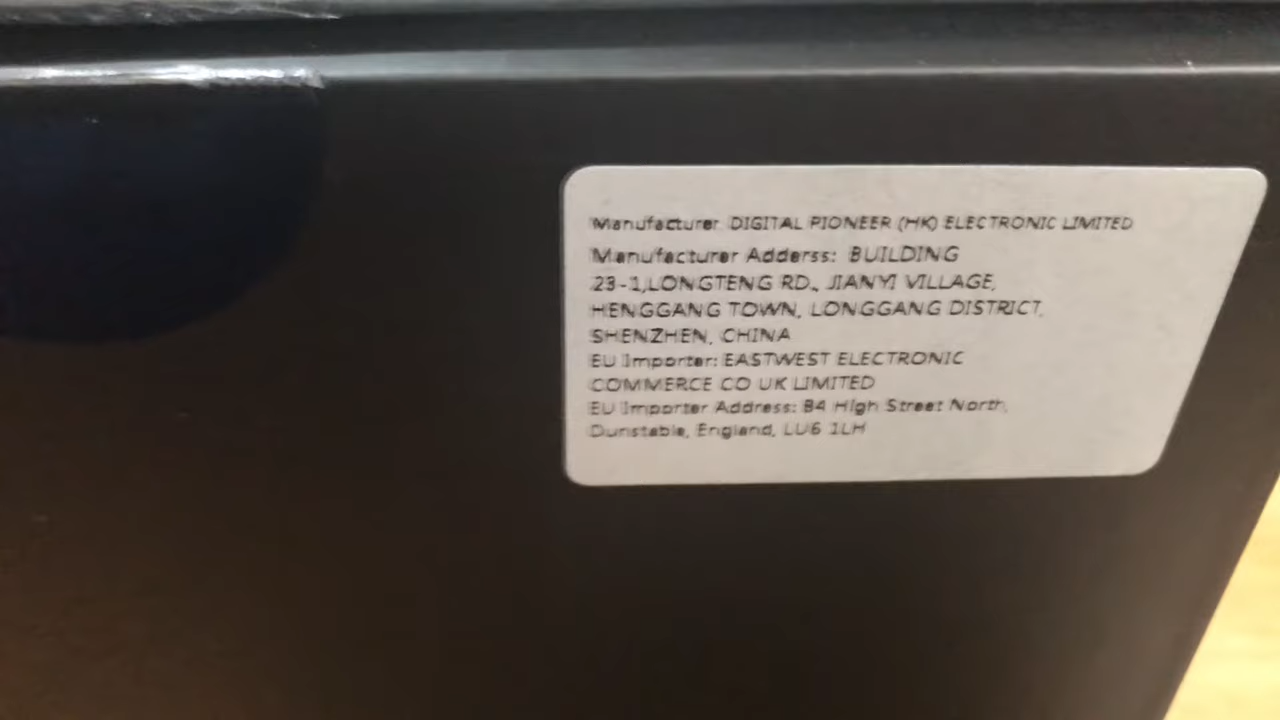 Manufacturer DIGITAL PIONEER (HK) ELECTRONIC LIMITED
Manufacturer Adderss: BUILDING
23-1,LONGTENG RD., JIANYI VILLAGE,
HENGGANG TOWN, LONGGANG DISTRICT,
SHENZHEN, CHINA
EU Importer: EASTWEST ELECTRONIC
COMMERCE CO UK LIMITED
EU Importer Address: 84 High Street North,
Dunstable, England, LU6 1LH